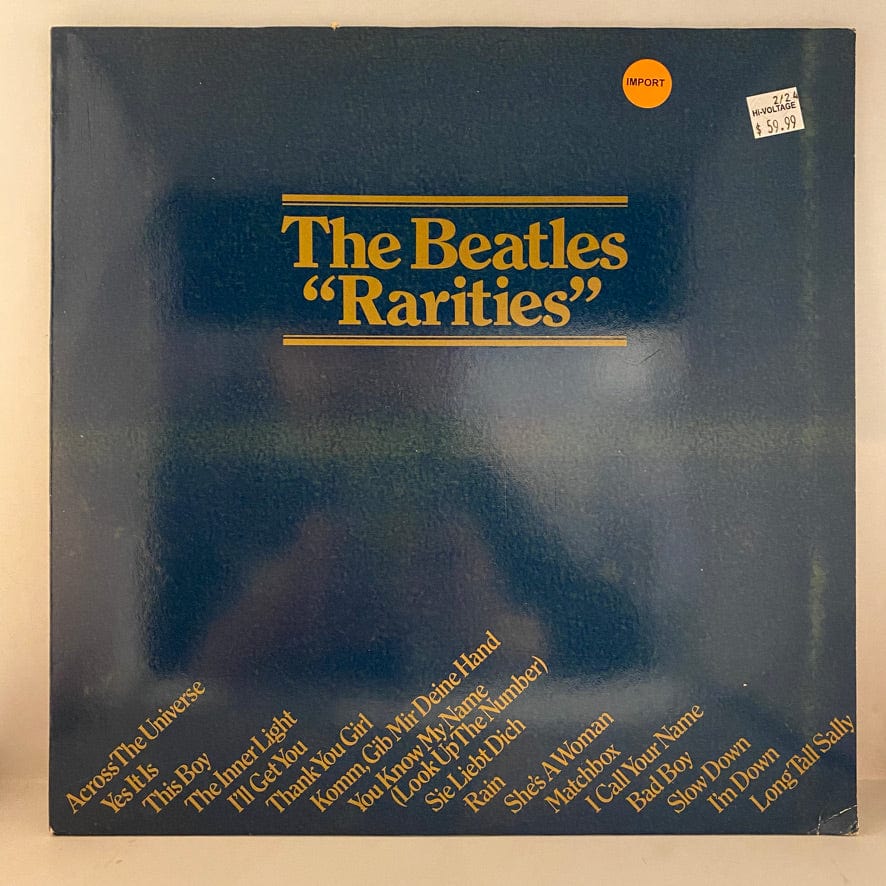 IMPORT
2/24
Hi-VOLTAGE
$ 59.99
The Beatles
“Rarities”
Across The Universe
Yes It Is
This Boy
The Inner Light
I'll Get You
Thank You Girl
Komm, Gib Mir Deine Hand
You Know My Name
(Look Up The Number)
Sie Liebt Dich
Rain
She's A Woman
Matchbox
I Call Your Name
Bad Boy
Slow Down
I'm Down
Long Tall Sally